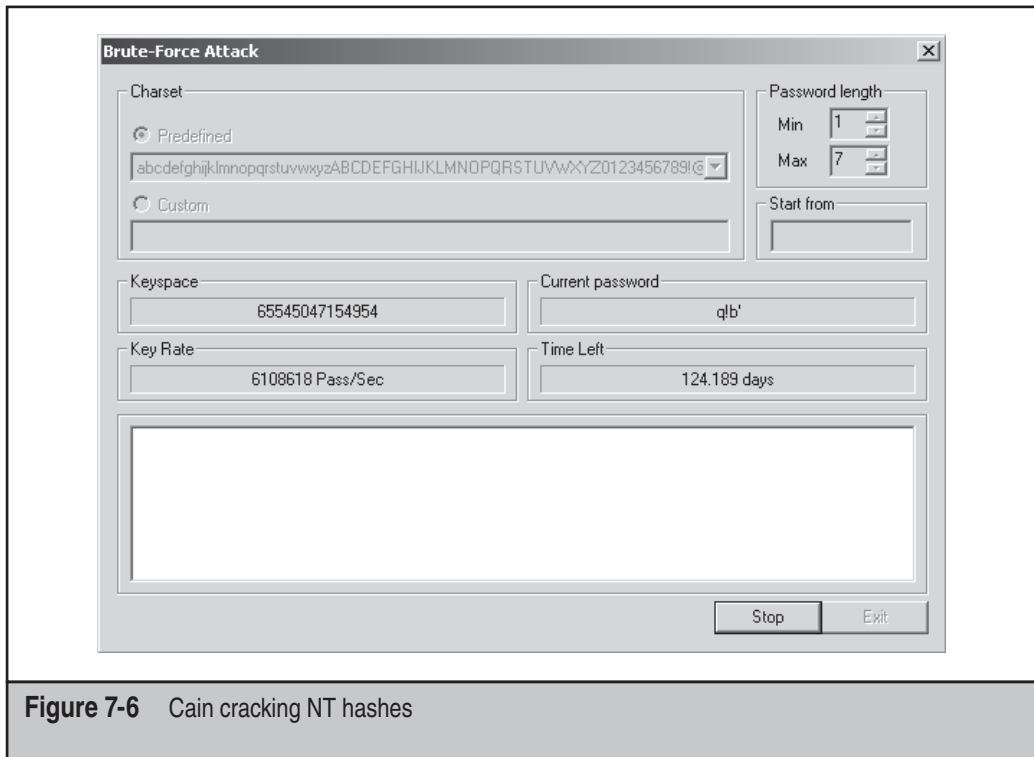 Brute-Force Attack
Charset
Predefined
abcdefghijklmnopqrstuvwxyzABCDEFGHIJKLMNOPQRSTUVWXYZ0123456789!@
Custom
Password length
Min 1
Max 7
Start from
Keyspace
65545047154954
Current password
q!b'
Key Rate
6108618 Pass/Sec
Time Left
124.189 days
Stop
Exit
Figure 7-6 Cain cracking NT hashes